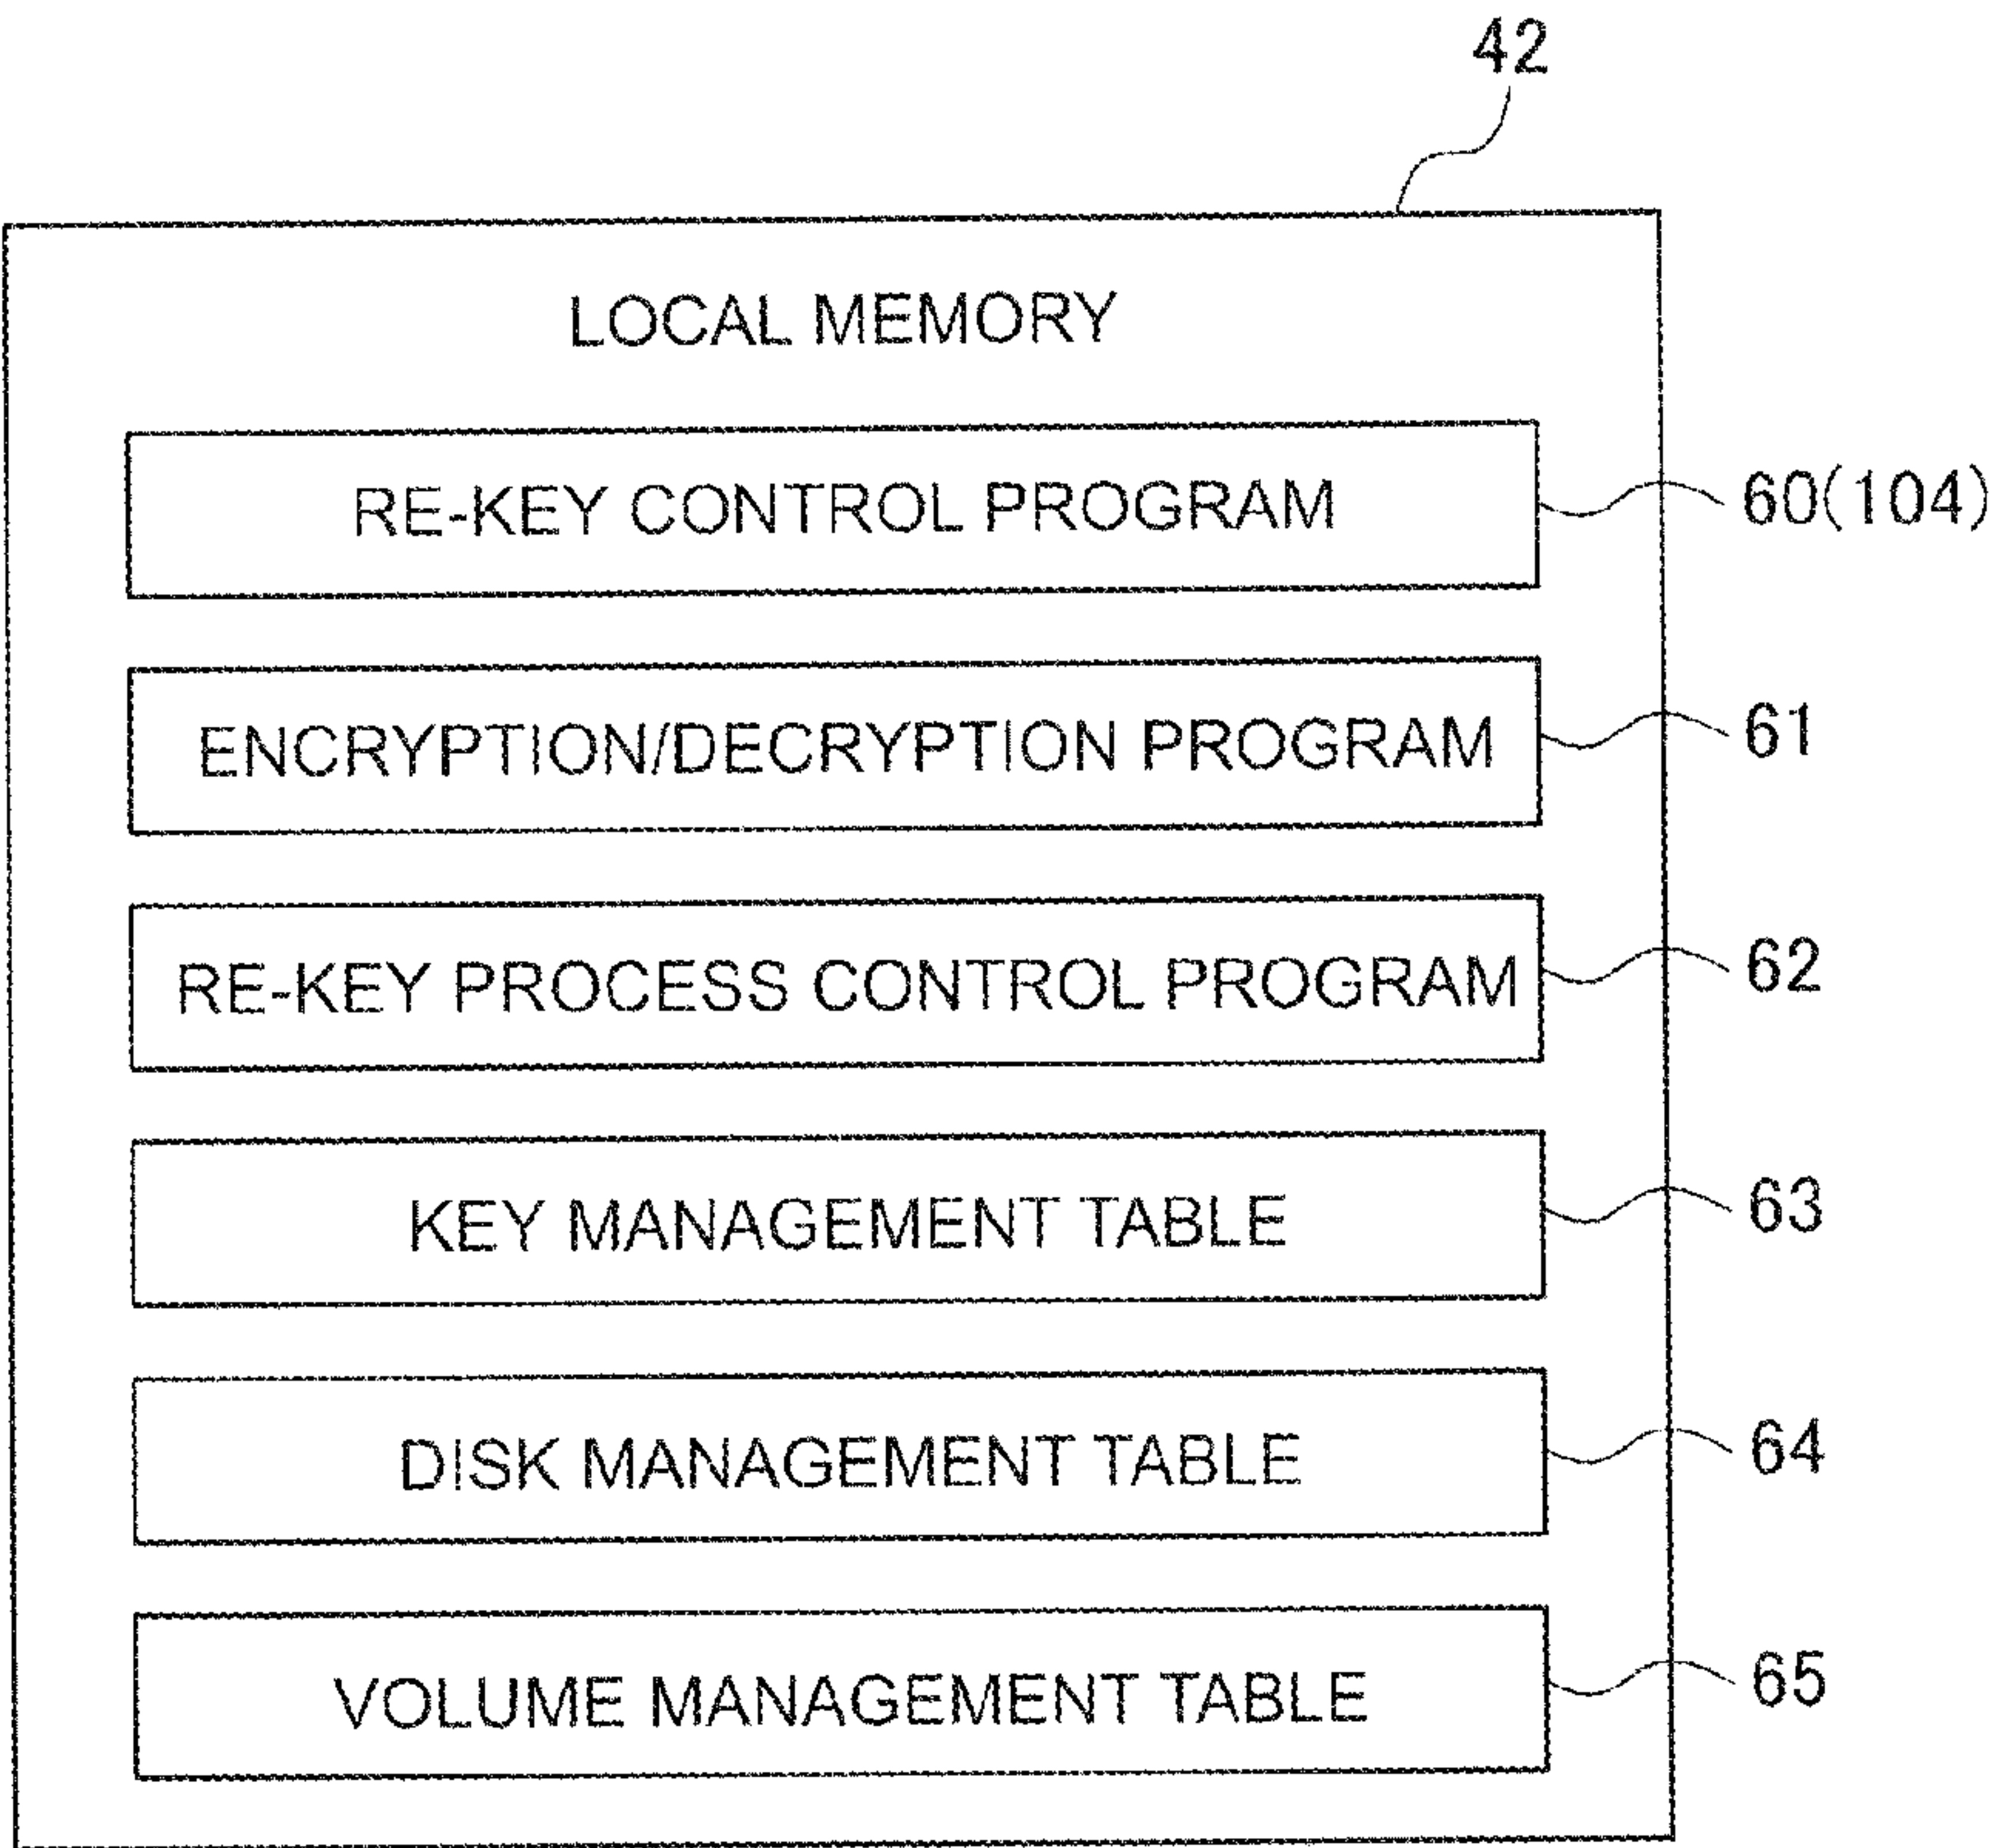 42
LOCAL MEMORY
RE-KEY CONTROL PROGRAM
60(104)
ENCRYPTION/DECRYPTION PROGRAM
61
RE-KEY PROCESS CONTROL PROGRAM
62
KEY MANAGEMENT TABLE
63
DISK MANAGEMENT TABLE
64
VOLUME MANAGEMENT TABLE
65